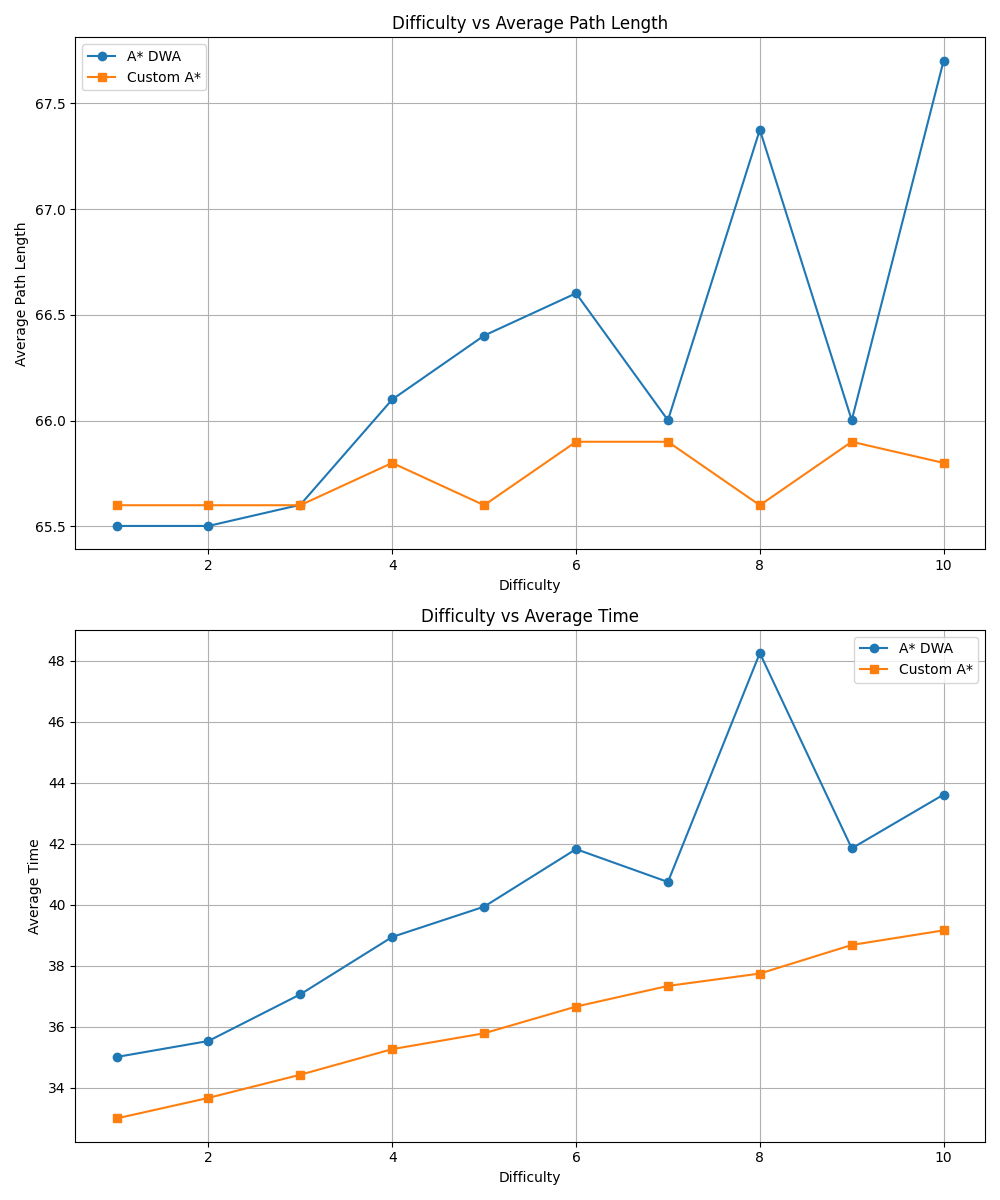 Difficulty vs Average Path Length
A* DWA
Custom A*
67.5
67.0
66.5
66.0
65.5
Average Path Length
2 4 6 8 10
Difficulty
Difficulty vs Average Time
A* DWA
Custom A*
48
46
44
42
40
38
36
34
Average Time
2 4 6 8 10
Difficulty